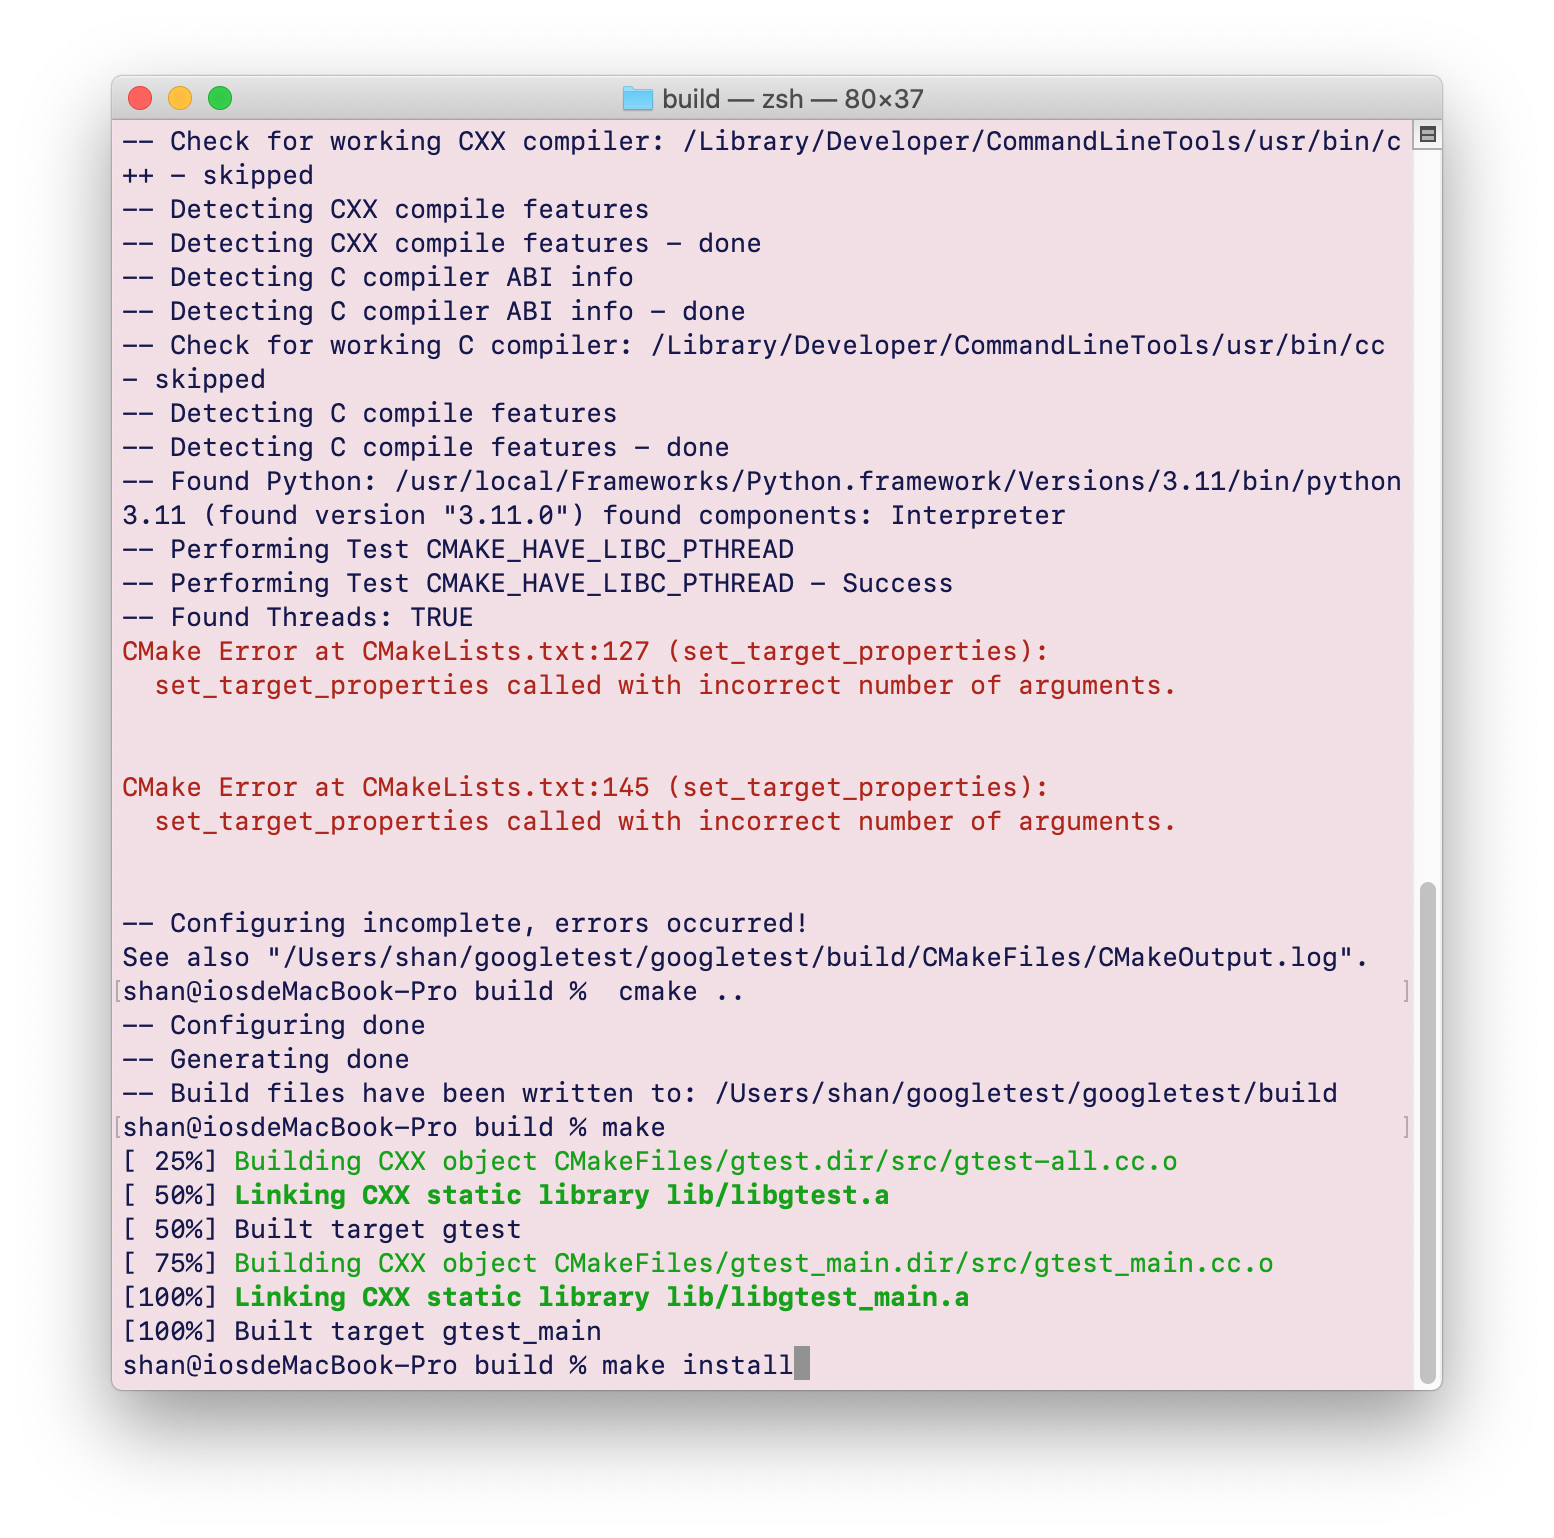 build — zsh — 80×37
-- Check for working CXX compiler: /Library/Developer/CommandLineTools/usr/bin/c
++ - skipped
-- Detecting CXX compile features
-- Detecting CXX compile features - done
-- Detecting C compiler ABI info
-- Detecting C compiler ABI info - done
-- Check for working C compiler: /Library/Developer/CommandLineTools/usr/bin/cc
- skipped
-- Detecting C compile features
-- Detecting C compile features - done
-- Found Python: /usr/local/Frameworks/Python.framework/Versions/3.11/bin/python
3.11 (found version "3.11.0") found components: Interpreter
-- Performing Test CMAKE_HAVE_LIBC_PTHREAD
-- Performing Test CMAKE_HAVE_LIBC_PTHREAD - Success
-- Found Threads: TRUE
CMake Error at CMakeLists.txt:127 (set_target_properties):
  set_target_properties called with incorrect number of arguments.
CMake Error at CMakeLists.txt:145 (set_target_properties):
  set_target_properties called with incorrect number of arguments.
-- Configuring incomplete, errors occurred!
See also "/Users/shan/googletest/googletest/build/CMakeFiles/CMakeOutput.log".
[shan@iosdeMacBook-Pro build %  cmake .. ]
-- Configuring done
-- Generating done
-- Build files have been written to: /Users/shan/googletest/googletest/build
[shan@iosdeMacBook-Pro build % make ]
[ 25%] Building CXX object CMakeFiles/gtest.dir/src/gtest-all.cc.o
[ 50%] Linking CXX static library lib/libgtest.a
[ 50%] Built target gtest
[ 75%] Building CXX object CMakeFiles/gtest_main.dir/src/gtest_main.cc.o
[100%] Linking CXX static library lib/libgtest_main.a
[100%] Built target gtest_main
shan@iosdeMacBook-Pro build % make install